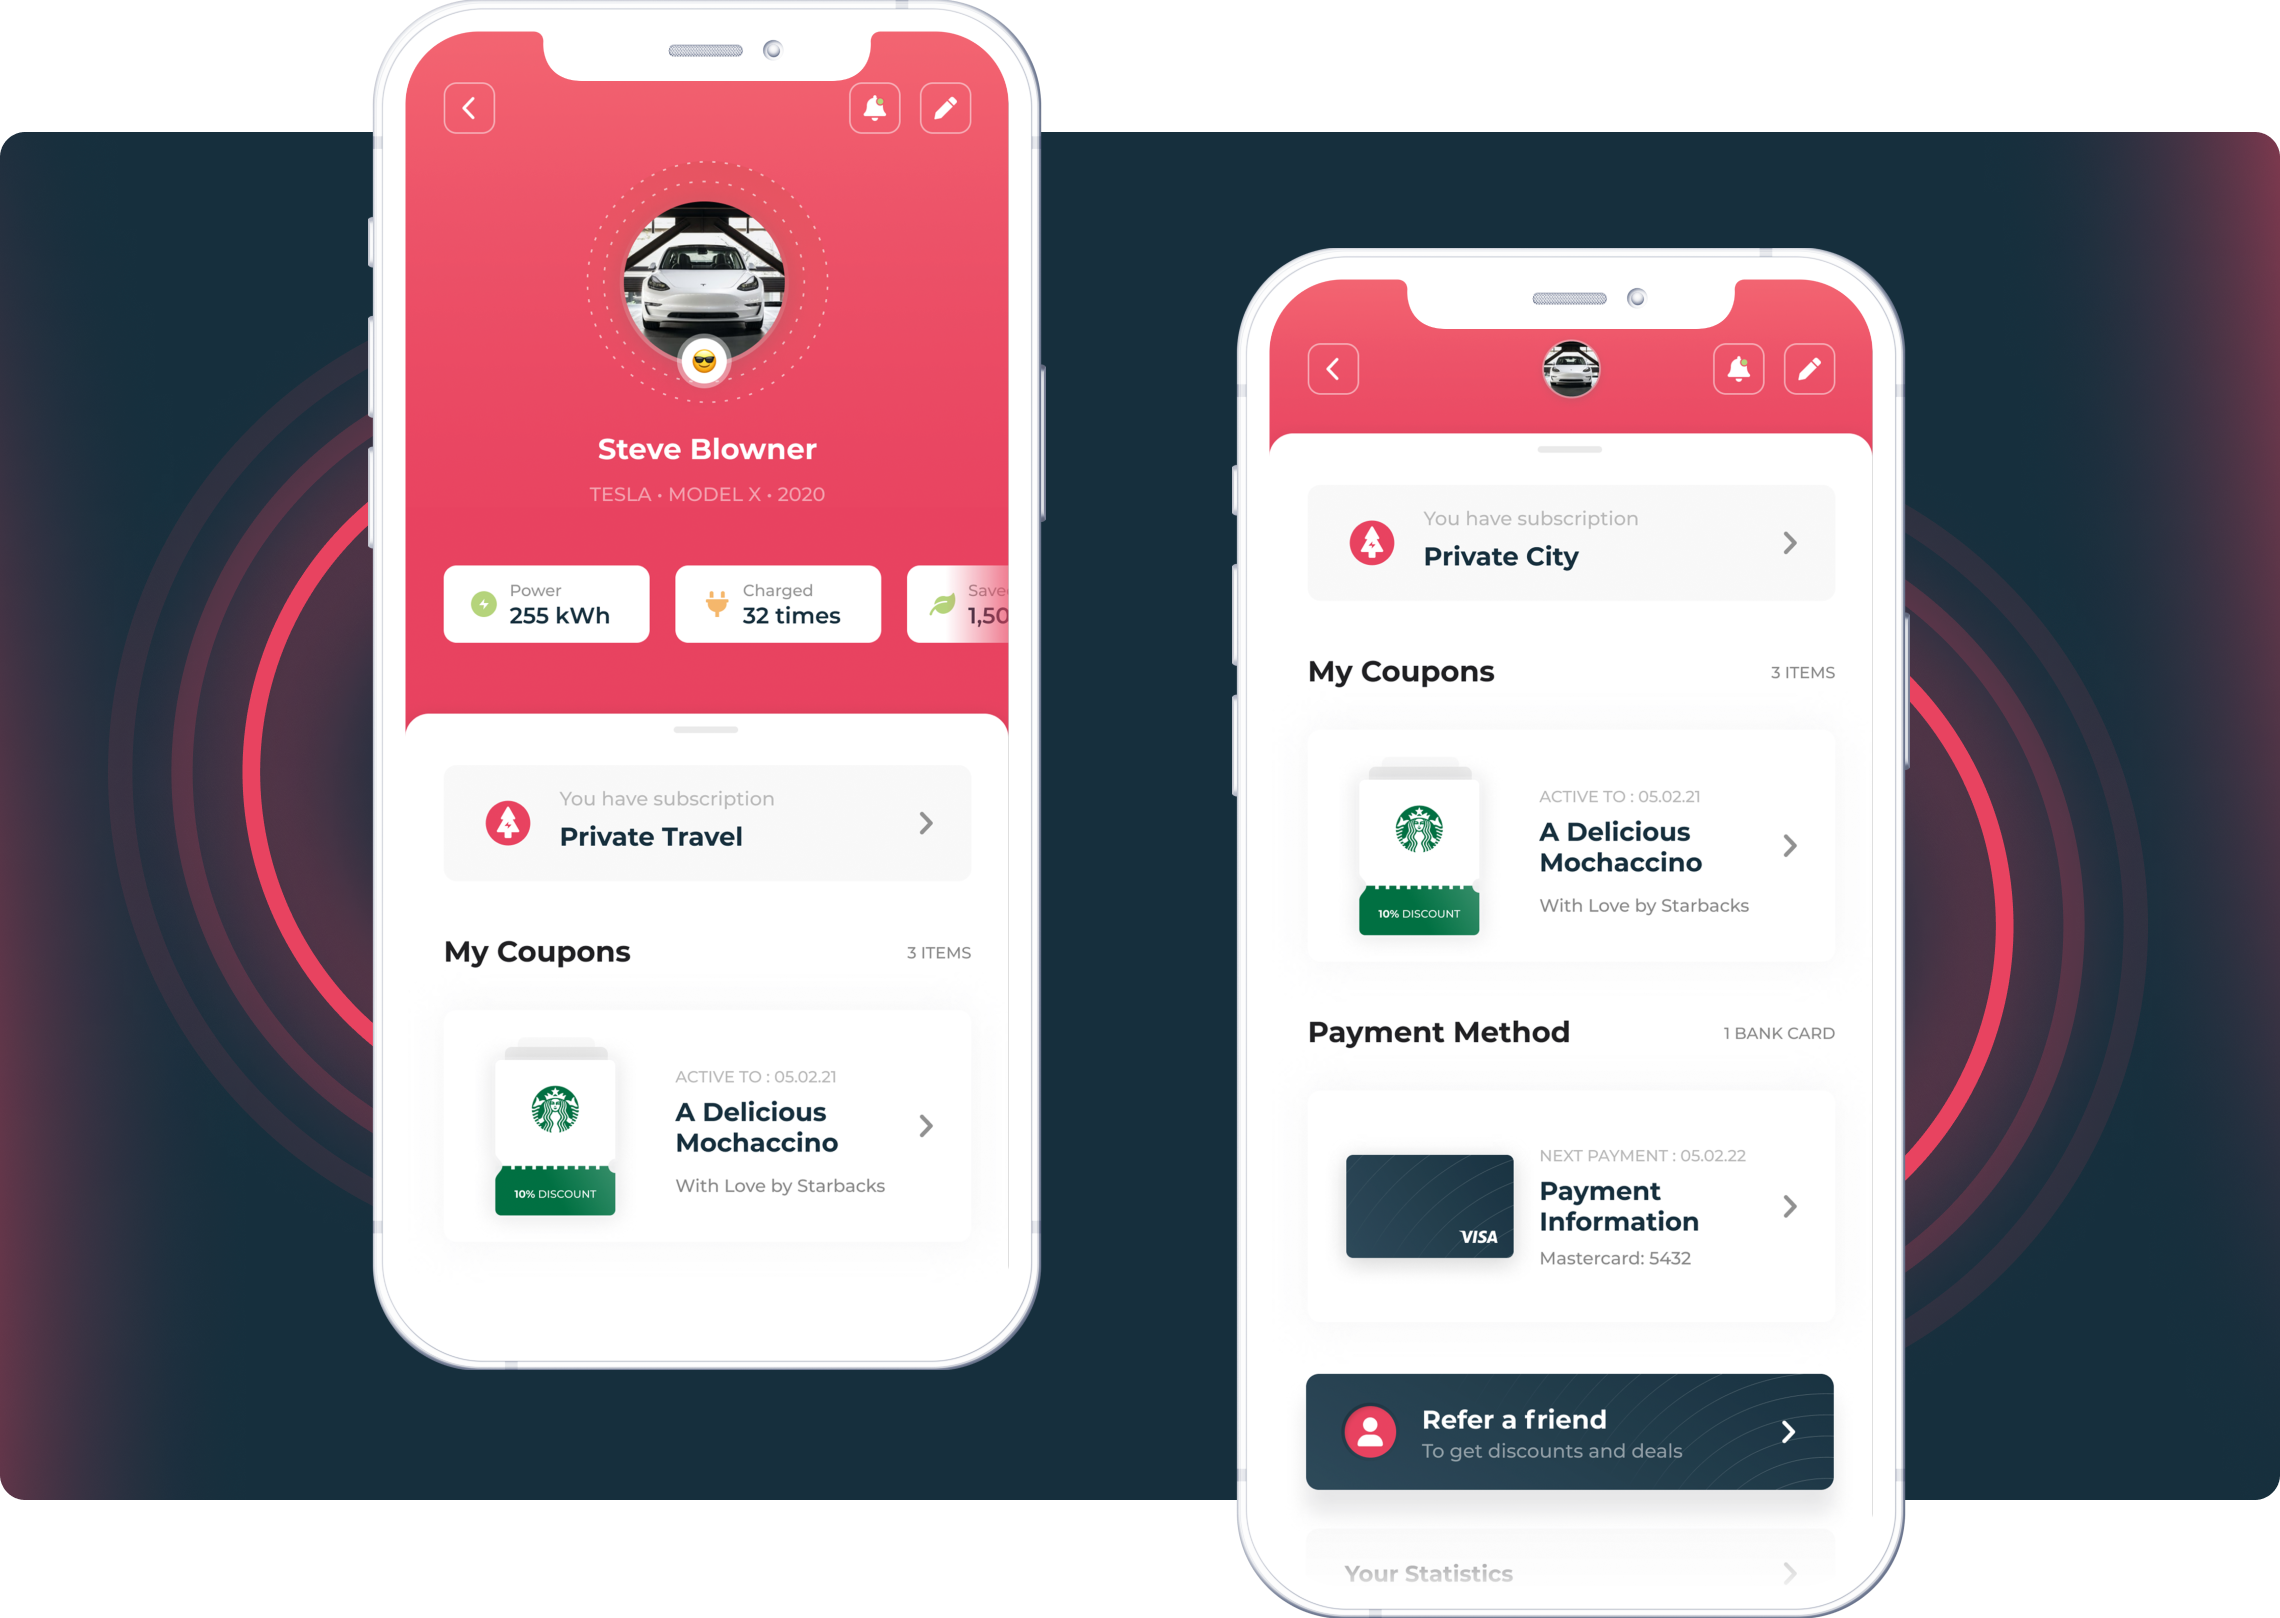 Steve Blowner
TESLA • MODEL X • 2020
Power
255 kWh
Charged
32 times
You have subscription
Private Travel
My Coupons
3 ITEMS
10% DISCOUNT
ACTIVE TO : 05.02.21
A Delicious
Mochaccino
With Love by Starbacks
You have subscription
Private City
My Coupons
3 ITEMS
10% DISCOUNT
ACTIVE TO : 05.02.21
A Delicious
Mochaccino
With Love by Starbacks
Payment Method
1 BANK CARD
VISA
NEXT PAYMENT : 05.02.22
Payment
Information
Mastercard: 5432
Refer a friend
To get discounts and deals
Your Statistics